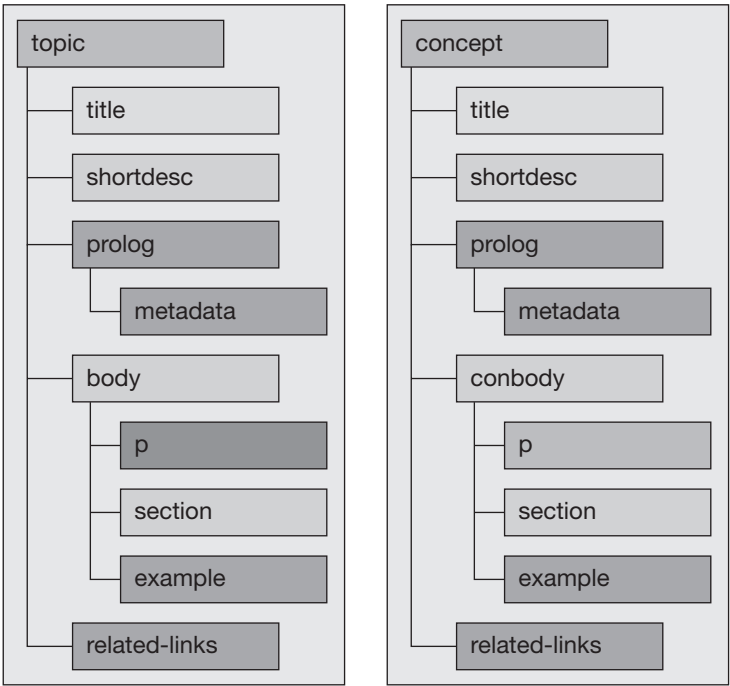 topic
title
shortdesc
prolog
metadata
body
p
section
example
related-links
concept
title
shortdesc
prolog
metadata
conbody
p
section
example
related-links